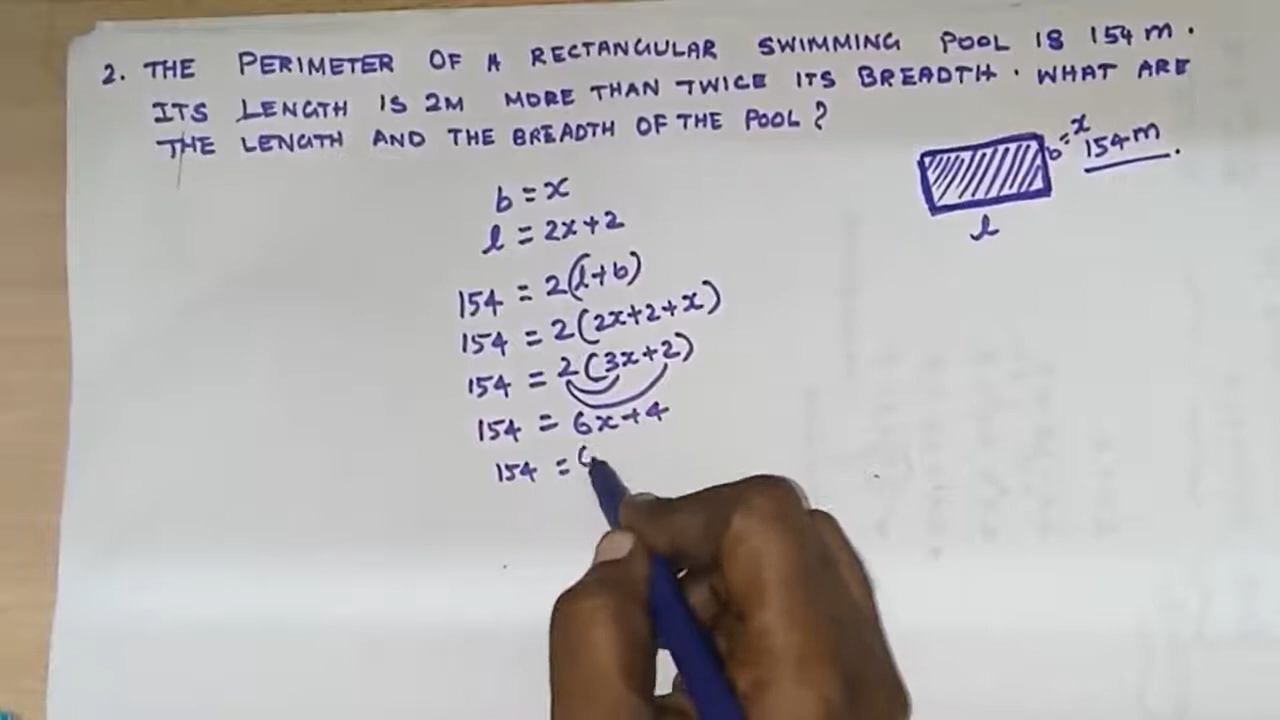 2. THE PERIMETER OF A RECTANGULAR SWIMMING POOL IS 154 M.
ITS LENGTH IS 2M MORE THAN TWICE ITS BREADTH. WHAT ARE
THE LENGTH AND THE BREADTH OF THE POOL?
b = x
154m.
l
b = x
l = 2x+2
154 = 2(l+b)
154 = 2(2x+2+x)
154 = 2(3x+2)
154 = 6x+4
154 =